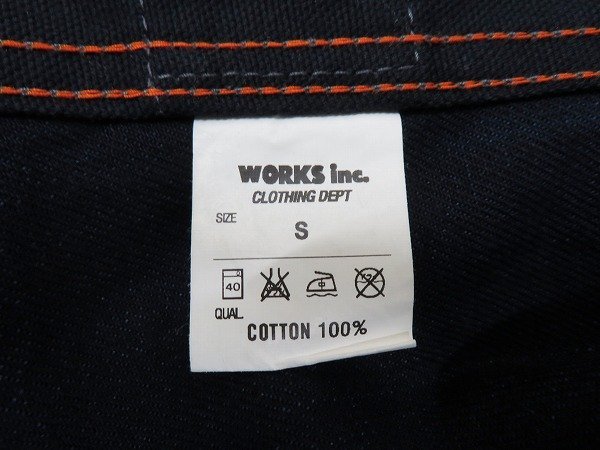 WORKS inc.
CLOTHING DEPT
SIZE
S
40
QUAL
COTTON 100%